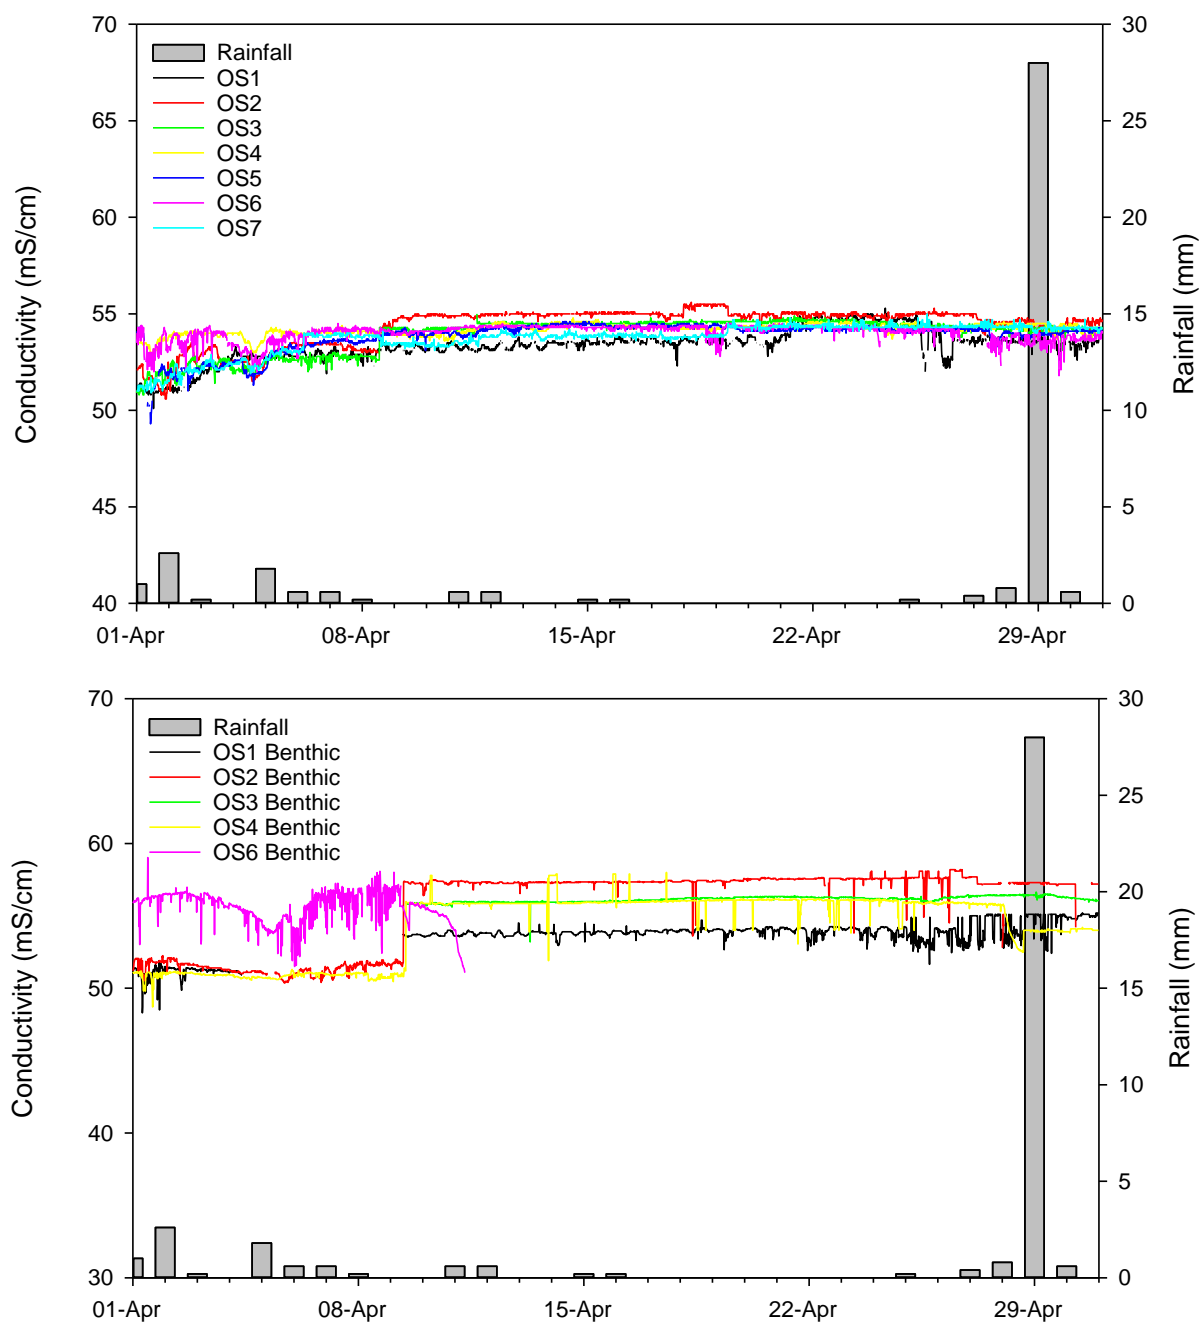 70
65
60
55
50
45
40
Conductivity (mS/cm)
Rainfall
OS1
OS2
OS3
OS4
OS5
OS6
OS7
30
25
20
15
10
5
0
Rainfall (mm)
01-Apr 08-Apr 15-Apr 22-Apr 29-Apr
70
60
50
40
30
Conductivity (mS/cm)
Rainfall
OS1 Benthic
OS2 Benthic
OS3 Benthic
OS4 Benthic
OS6 Benthic
30
25
20
15
10
5
0
Rainfall (mm)
01-Apr 08-Apr 15-Apr 22-Apr 29-Apr